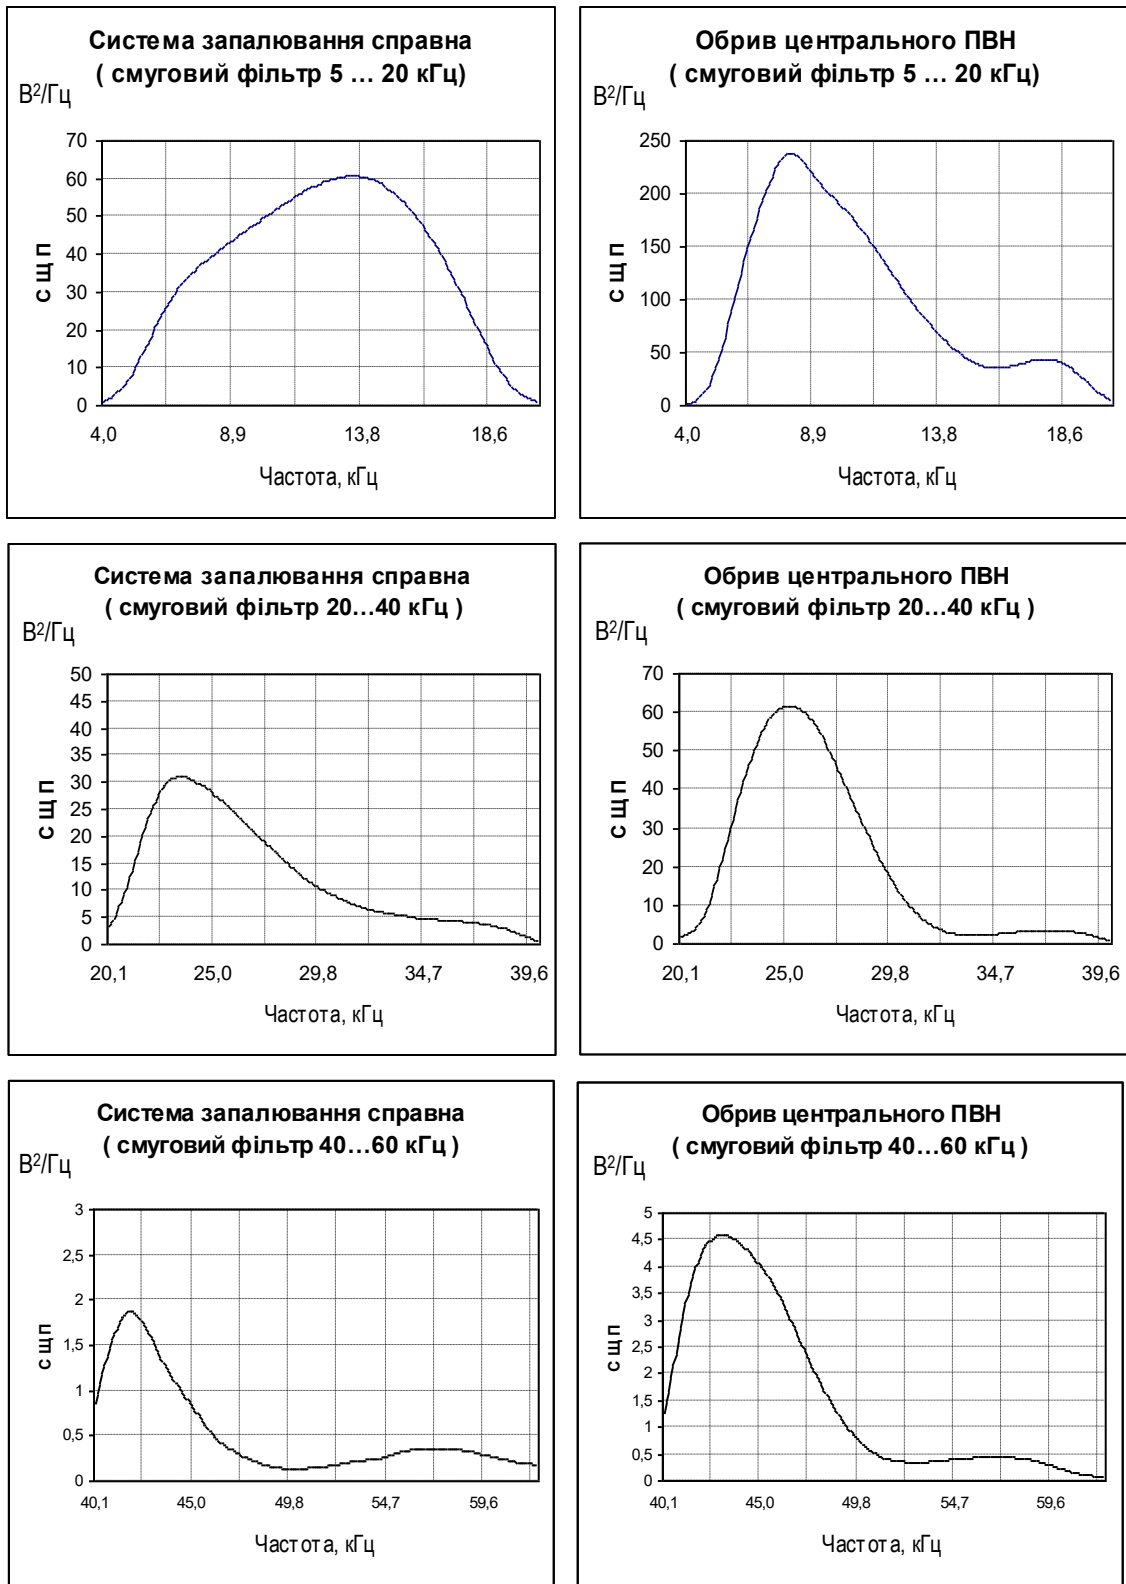 Система запалювання справна
( смуговий фільтр 5 … 20 кГц)
В²/Гц
70
60
50
40
30
20
10
0
С Щ П
4,0 8,9 13,8 18,6
Частота, кГц
Обрив центрального ПВН
( смуговий фільтр 5 … 20 кГц)
В²/Гц
250
200
150
100
50
0
С Щ П
4,0 8,9 13,8 18,6
Частота, кГц
Система запалювання справна
( смуговий фільтр 20…40 кГц )
В²/Гц
50
45
40
35
30
25
20
15
10
5
0
С Щ П
20,1 25,0 29,8 34,7 39,6
Частота, кГц
Обрив центрального ПВН
( смуговий фільтр 20…40 кГц )
В²/Гц
70
60
50
40
30
20
10
0
С Щ П
20,1 25,0 29,8 34,7 39,6
Частота, кГц
Система запалювання справна
( смуговий фільтр 40…60 кГц )
В²/Гц
3
2,5
2
1,5
1
0,5
0
С Щ П
40,1 45,0 49,8 54,7 59,6
Частота, кГц
Обрив центрального ПВН
( смуговий фільтр 40…60 кГц )
В²/Гц
5
4,5
4
3,5
3
2,5
2
1,5
1
0,5
0
С Щ П
40,1 45,0 49,8 54,7 59,6
Частота, кГц